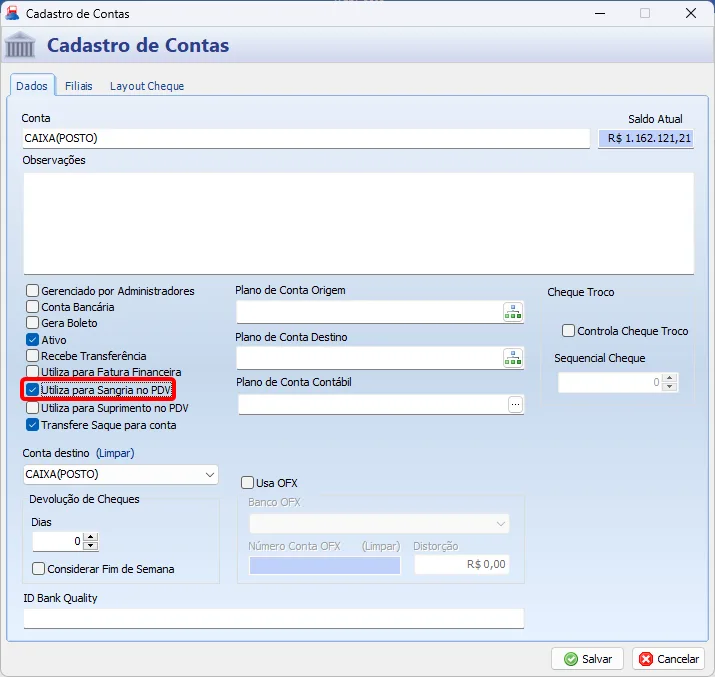 Cadastro de Contas
Cadastro de Contas
Dados Filiais Layout Cheque
Conta
Saldo Atual
CAIXA(POSTO)
R$ 1.162.121,21
Observações
Gerenciado por Administradores
Conta Bancária
Gera Boleto
Ativo
Recebe Transferência
Utiliza para Fatura Financeira
Utiliza para Sangria no PDV
Utiliza para Suprimento no PDV
Transfere Saque para conta
Plano de Conta Origem
Plano de Conta Destino
Plano de Conta Contábil
...
Cheque Troco
Controla Cheque Troco
Sequencial Cheque
0
Conta destino (Limpar)
CAIXA(POSTO)
Devolução de Cheques
Dias
0
Considerar Fim de Semana
Usa OFX
Banco OFX
Número Conta OFX (Limpar) Distorção
R$ 0,00
ID Bank Quality
Salvar
Cancelar